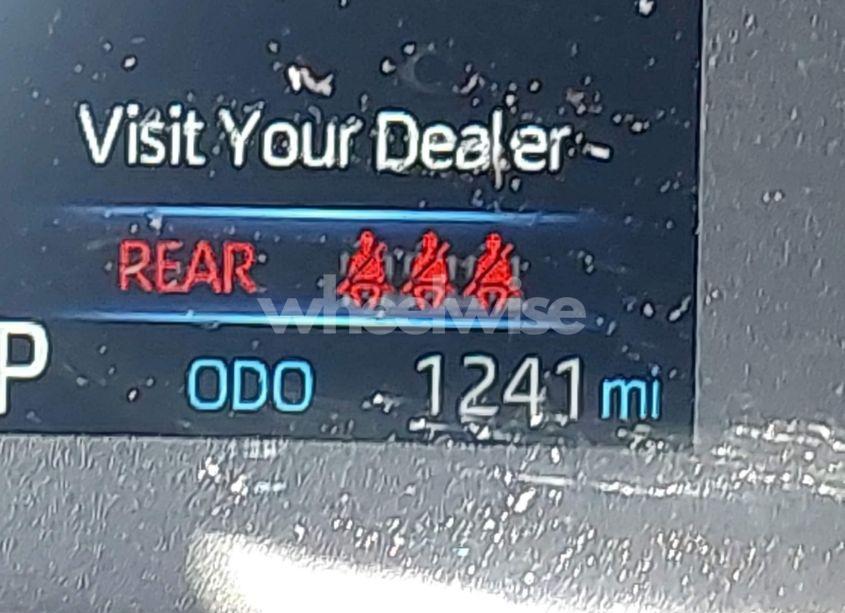 Visit Your Dealer
REAR
wheelwise
P
ODO 1241 mi